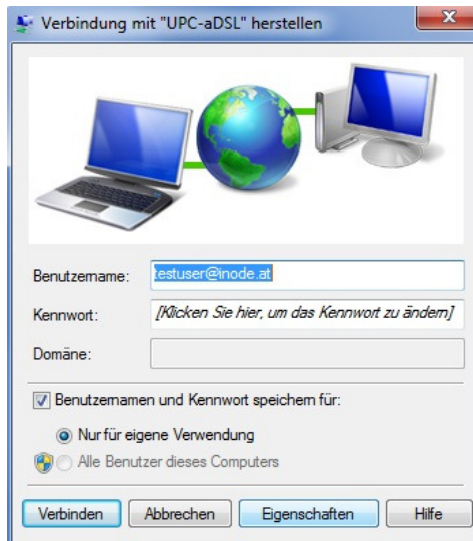 Verbindung mit "UPC-aDSL" herstellen
Benutzername: testuser@inode.at
Kennwort: [Klicken Sie hier, um das Kennwort zu ändern]
Domäne:
Benutzernamen und Kennwort speichern für:
Nur für eigene Verwendung
Alle Benutzer dieses Computers
Verbinden Abbrechen Eigenschaften Hilfe